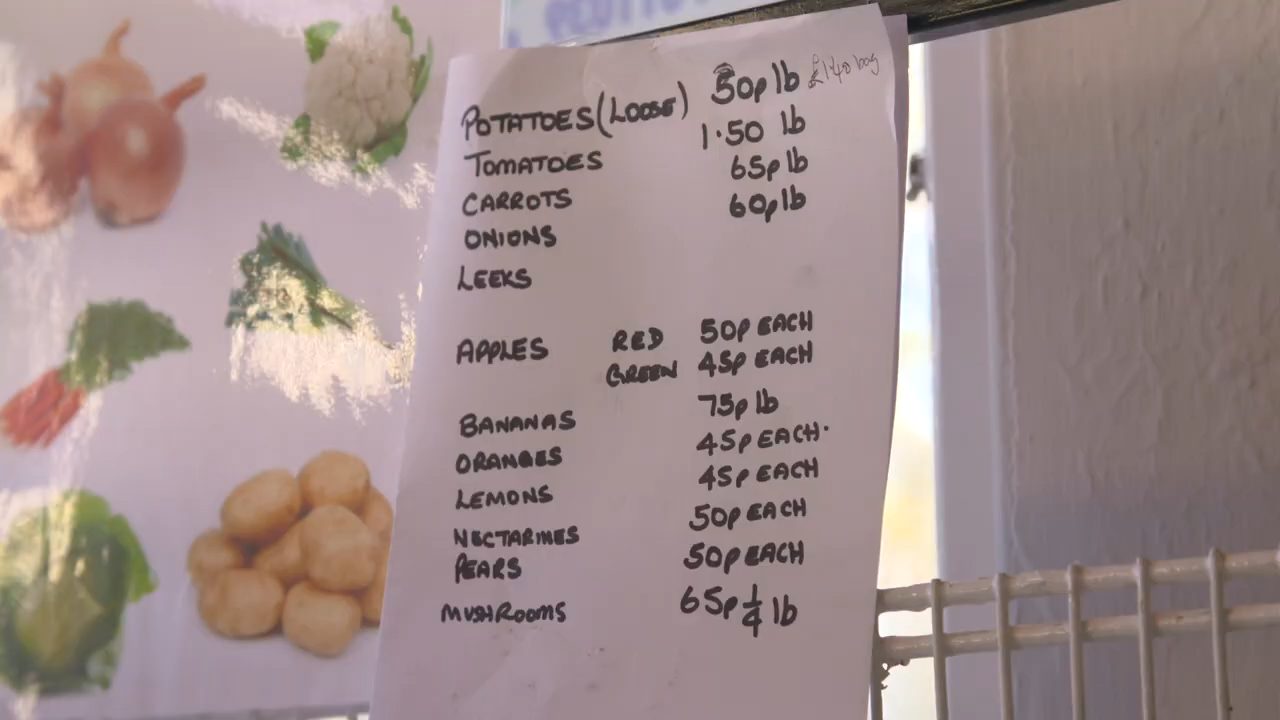 POTATOES (LOOSE) 50p lb £1.40 bag
TOMATOES 1.50 lb
CARROTS 65p lb
ONIONS 60p lb
LEEKS
APPLES RED 50p EACH
GREEN 45p EACH
BANANAS 75p lb
ORANGES 45p EACH.
LEMONS 45p EACH
NECTARINES 50p EACH
PEARS 50p EACH
MUSHROOMS 65p 1/4 lb